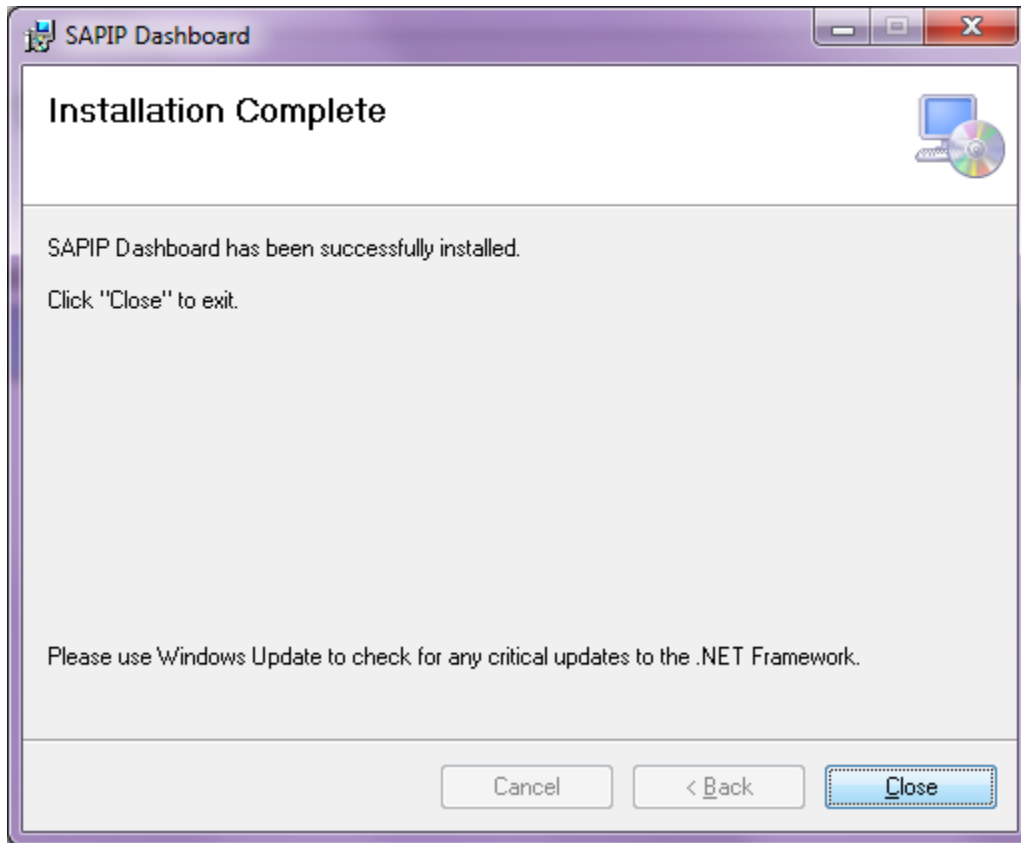 SAPIP Dashboard
Installation Complete
SAPIP Dashboard has been successfully installed.
Click "Close" to exit.
Please use Windows Update to check for any critical updates to the .NET Framework.
Cancel
< Back
Close